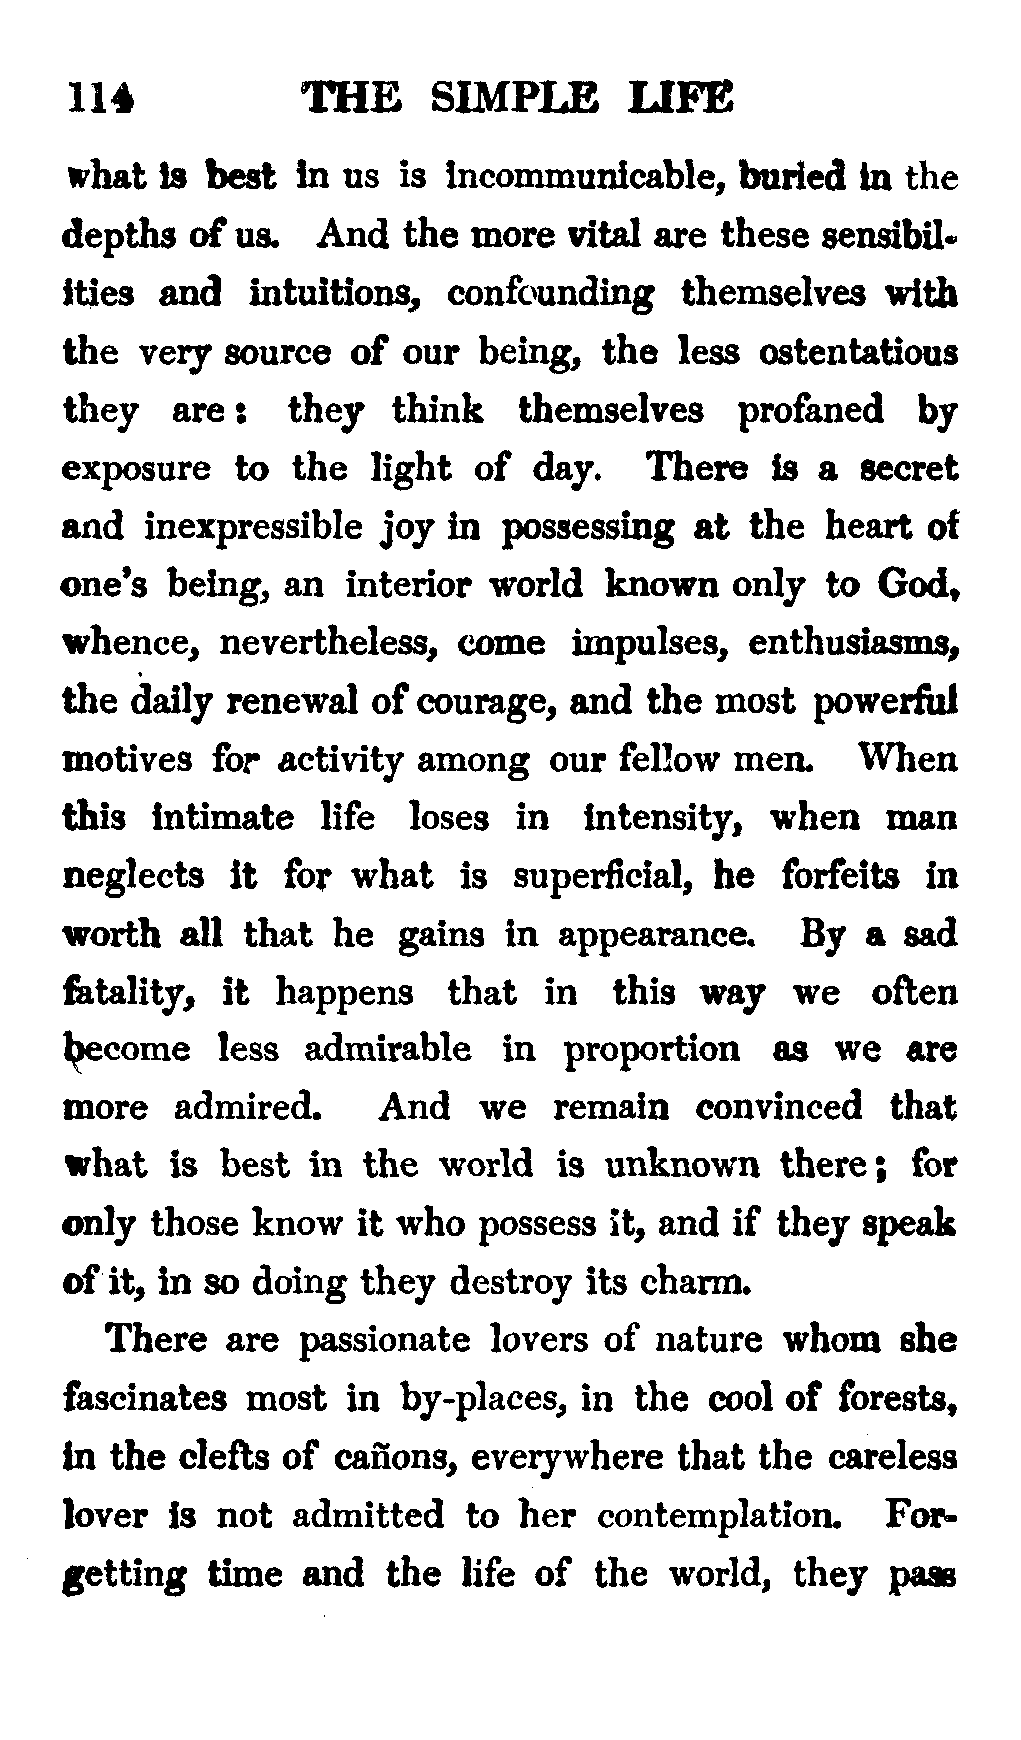 114 THE SIMPLE LIFE
what is best in us is incommunicable, buried in the
depths of us. And the more vital are these sensibil-
ities and intuitions, confounding themselves with
the very source of our being, the less ostentatious
they are: they think themselves profaned by
exposure to the light of day. There is a secret
and inexpressible joy in possessing at the heart of
one's being, an interior world known only to God,
whence, nevertheless, come impulses, enthusiasms,
the daily renewal of courage, and the most powerful
motives for activity among our fellow men. When
this intimate life loses in intensity, when man
neglects it for what is superficial, he forfeits in
worth all that he gains in appearance. By a sad
fatality, it happens that in this way we often
become less admirable in proportion as we are
more admired. And we remain convinced that
what is best in the world is unknown there; for
only those know it who possess it, and if they speak
of it, in so doing they destroy its charm.
There are passionate lovers of nature whom she
fascinates most in by-places, in the cool of forests,
in the clefts of cañons, everywhere that the careless
lover is not admitted to her contemplation. For-
getting time and the life of the world, they pass